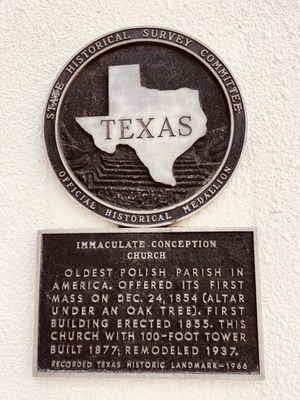 STATE HISTORICAL SURVEY COMMITTEE
TEXAS
OFFICIAL HISTORICAL MEDALLION
IMMACULATE CONCEPTION
CHURCH
OLDEST POLISH PARISH IN
AMERICA. OFFERED ITS FIRST
MASS ON DEC. 24, 1854 (ALTAR
UNDER AN OAK TREE). FIRST
BUILDING ERECTED 1855. THIS
CHURCH WITH 100-FOOT TOWER
BUILT 1877; REMODELED 1937.
RECORDED TEXAS HISTORIC LANDMARK-1966